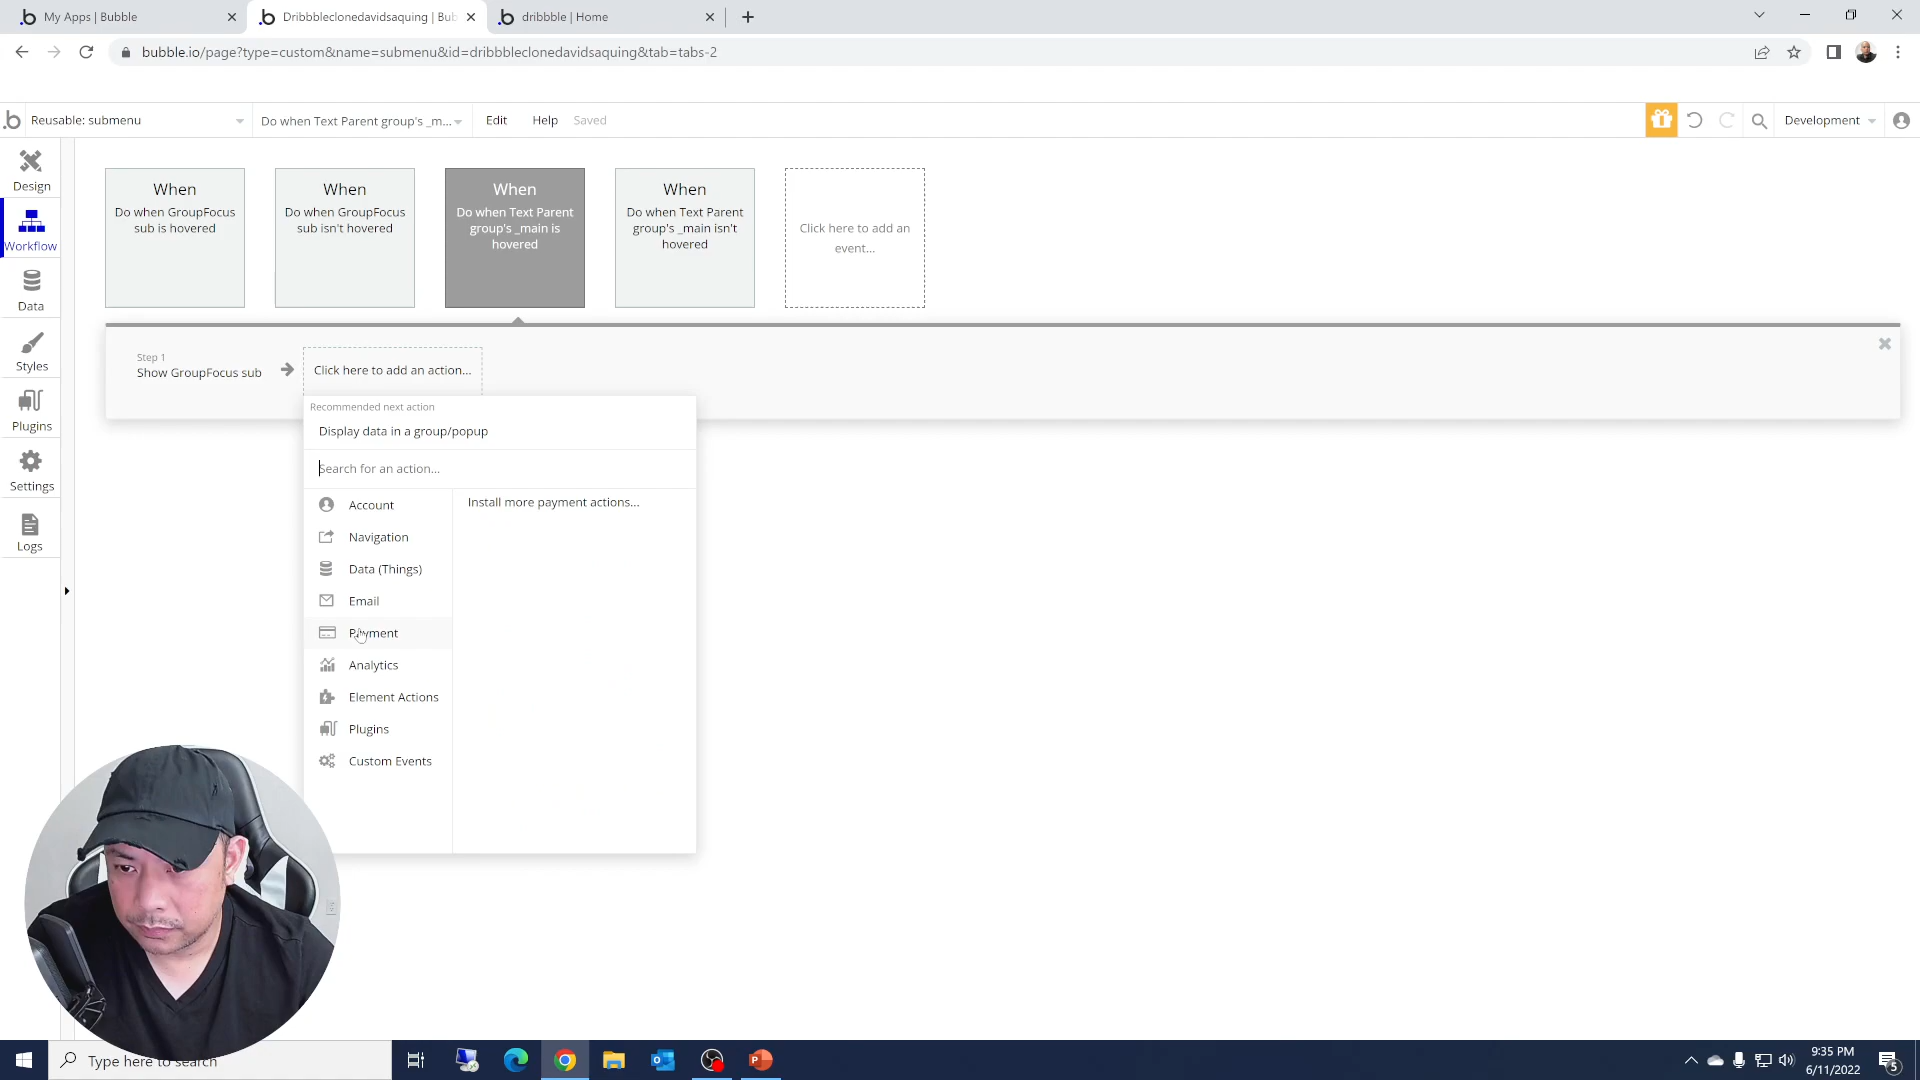 My Apps | Bubble
Dribbbleclonedavidsaquing | Bub
dribbble | Home
bubble.io/page?type=custom&name=submenu&id=dribbbleclonedavidsaquing&tab=tabs-2
Reusable: submenu
Do when Text Parent group's _m...
Edit
Help
Saved
Development
Design
Workflow
Data
Styles
Plugins
Settings
Logs
When
Do when GroupFocus
sub is hovered
When
Do when GroupFocus
sub isn't hovered
When
Do when Text Parent
group's _main is
hovered
When
Do when Text Parent
group's _main isn't
hovered
Click here to add an
event...
Step 1
Show GroupFocus sub
Click here to add an action...
Recommended next action
Display data in a group/popup
Search for an action...
Account
Navigation
Data (Things)
Email
Payment
Analytics
Element Actions
Plugins
Custom Events
Install more payment actions...
Type here to search
9:35 PM
6/11/2022
5